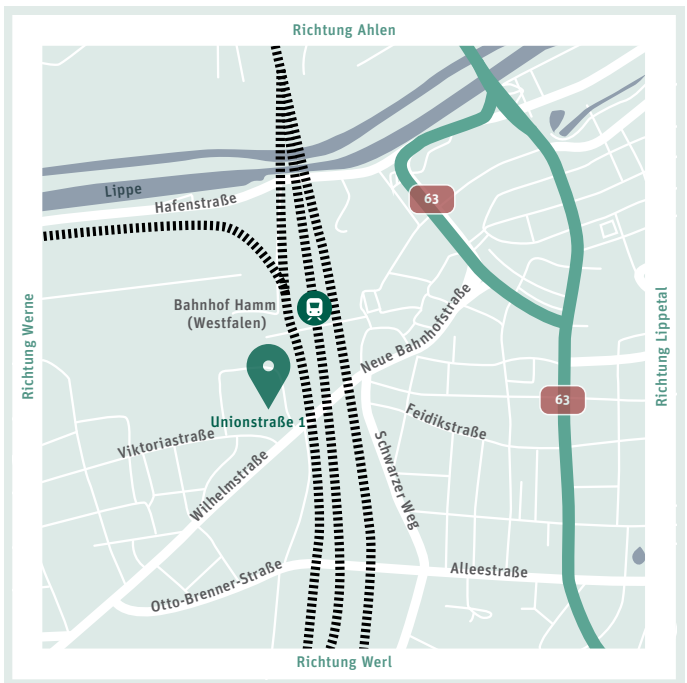 Richtung Ahlen
Lippe
Hafenstraße
63
Bahnhof Hamm
(Westfalen)
Neue Bahnhofstraße
Richtung Werne
Richtung Lippetal
63
Unionstraße 1
Feidikstraße
Viktoriastraße
Wilhelmstraße
Schwarzer Weg
Otto-Brenner-Straße
Alleestraße
Richtung Werl